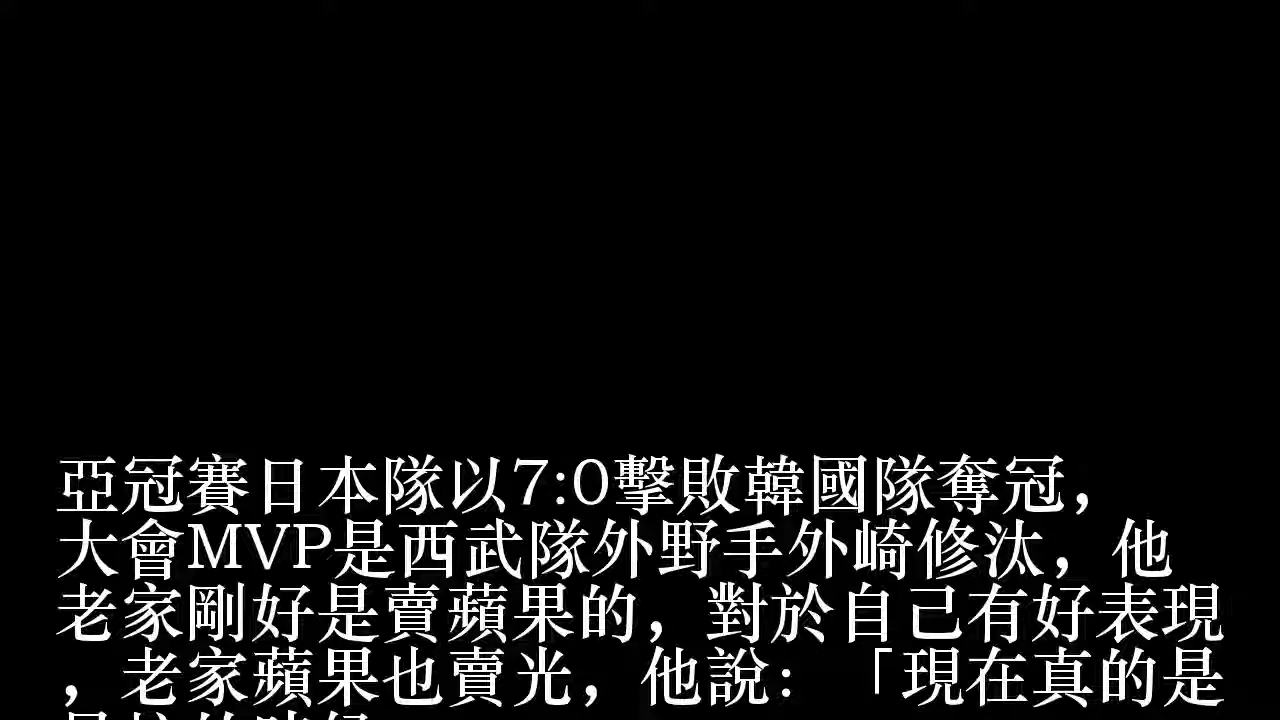 亞冠賽日本隊以7:0擊敗韓國隊奪冠，
大會MVP是西武隊外野手外崎修汰，他
老家剛好是賣蘋果的，對於自己有好表現
，老家蘋果也賣光，他說：「現在真的是